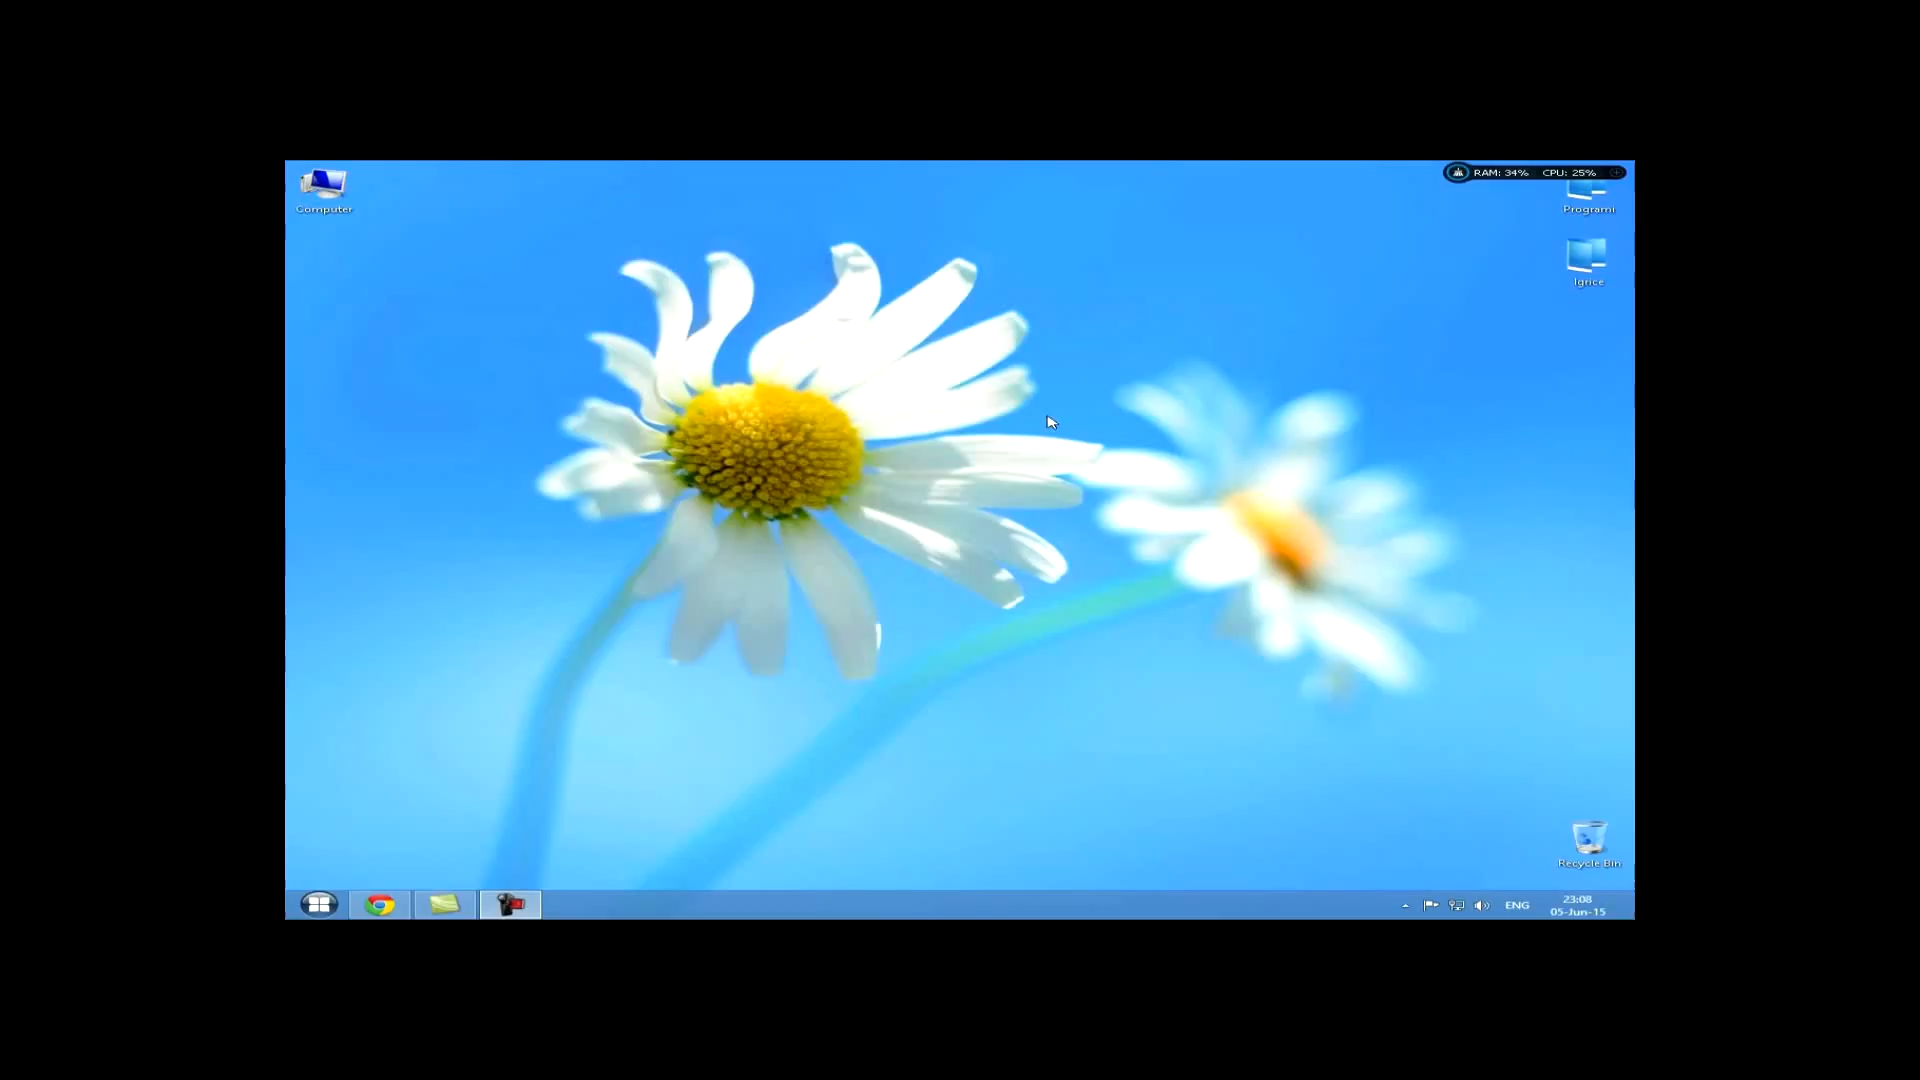 Computer
RAM: 34% CPU: 25%
Programi
Igrice
Recycle Bin
ENG
23:08
05-Jun-15